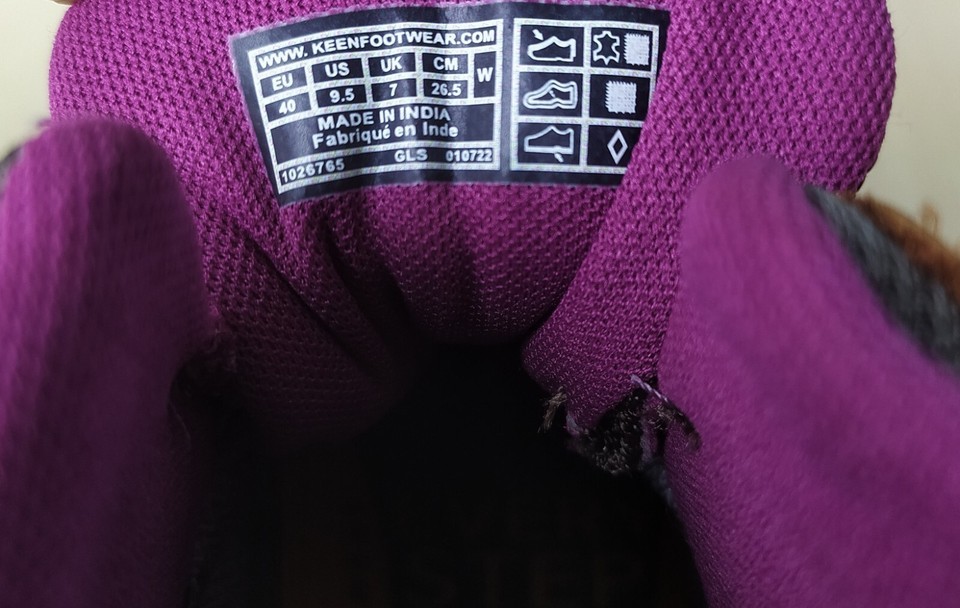 WWW. KEENFOOTWEAR.COM
EU US UK CM W
40 9.5 7 26.5
MADE IN INDIA
Fabriqué en Inde
1026765 GLS 010722
STEP